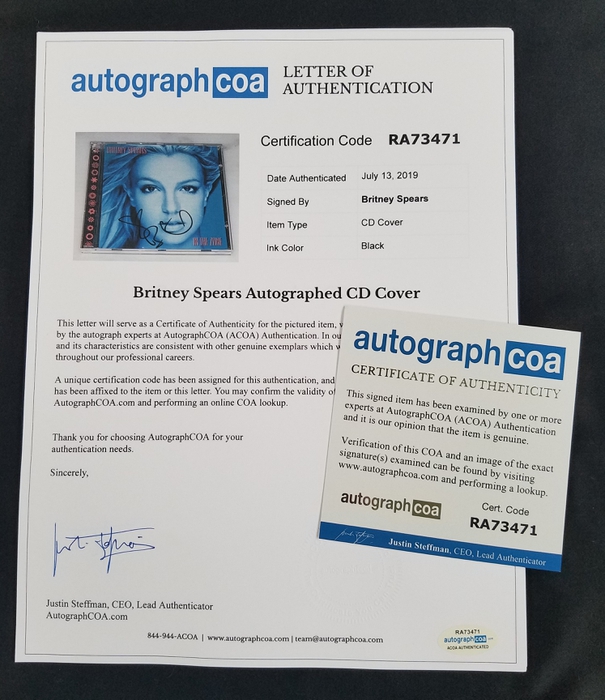 autographcoa LETTER OF
AUTHENTICATION
Certification Code RA73471
Date Authenticated July 13, 2019
Signed By Britney Spears
Item Type CD Cover
Ink Color Black
BRITNEY SPEARS
IN THE ZONE
Britney Spears Autographed CD Cover
This letter will serve as a Certificate of Authenticity for the pictured item,
by the autograph experts at AutographCOA (ACOA) Authentication. In ou
and its characteristics are consistent with other genuine exemplars which
throughout our professional careers.
A unique certification code has been assigned for this authentication, and
has been affixed to the item or this letter. You may confirm the validity of
AutographCOA.com and performing an online COA lookup.
Thank you for choosing AutographCOA for your
authentication needs.
Sincerely,
Justin Steffman, CEO, Lead Authenticator
AutographCOA.com
844-944-ACOA | www.autographcoa.com | team@autographcoa.com
RA73471
autographcoa
ACOA AUTHENTICATED
autographcoa
CERTIFICATE OF AUTHENTICITY
This signed item has been examined by one or more
experts at AutographCOA (ACOA) Authentication
and it is our opinion that the item is genuine.
Verification of this COA and an image of the exact
signature(s) examined can be found by visiting
www.autographcoa.com and performing a lookup.
autographcoa
Cert. Code
RA73471
Justin Steffman, CEO, Lead Authenticator